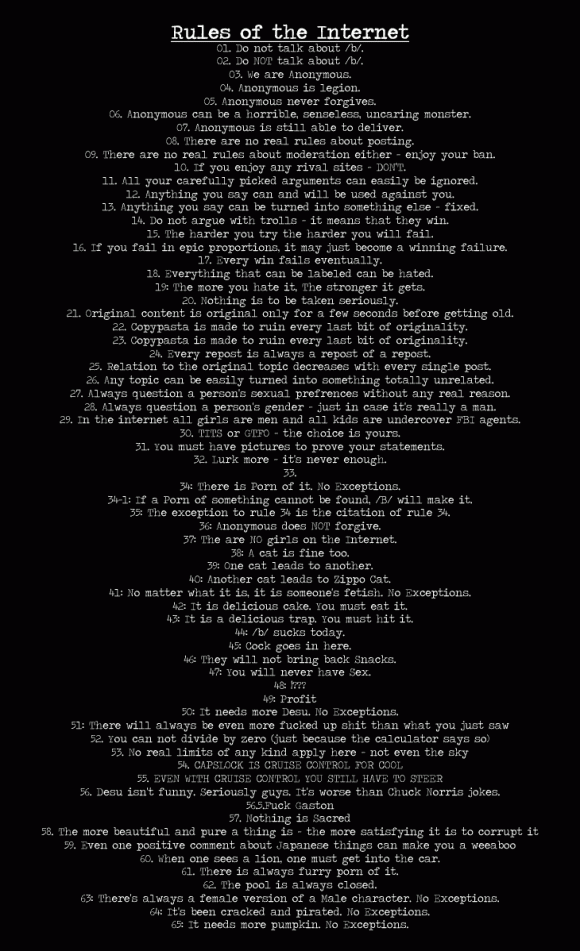 Rules of the Internet
01. Do not talk about /b/.
02. Do NOT talk about /b/.
03. We are Anonymous.
04. Anonymous is legion.
05. Anonymous never forgives.
06. Anonymous can be a horrible, senseless, uncaring monster.
07. Anonymous is still able to deliver.
08. There are no real rules about posting.
09. There are no real rules about moderation either - enjoy your ban.
10. If you enjoy any rival sites - DON'T.
11. All your carefully picked arguments can easily be ignored.
12. Anything you say can and will be used against you.
13. Anything you say can be turned into something else - fixed.
14. Do not argue with trolls - it means that they win.
15. The harder you try the harder you will fail.
16. If you fail in epic proportions, it may just become a winning failure.
17. Every win fails eventually.
18. Everything that can be labeled can be hated.
19: The more you hate it, The stronger it gets.
20. Nothing is to be taken seriously.
21. Original content is original only for a few seconds before getting old.
22. Copypasta is made to ruin every last bit of originality.
23. Copypasta is made to ruin every last bit of originality.
24. Every repost is always a repost of a repost.
25. Relation to the original topic decreases with every single post.
26. Any topic can be easily turned into something totally unrelated.
27. Always question a person's sexual prefrences without any real reason.
28. Always question a person's gender - just in case it's really a man.
29. In the internet all girls are men and all kids are undercover FBI agents.
30. TITS or GTFO - the choice is yours.
31. You must have pictures to prove your statements.
32. Lurk more - it's never enough.
33.
34: There is Porn of it. No Exceptions.
34-1: If a Porn of something cannot be found, /B/ will make it.
35: The exception to rule 34 is the citation of rule 34.
36: Anonymous does NOT forgive.
37: The are NO girls on the Internet.
38: A cat is fine too.
39: One cat leads to another.
40: Another cat leads to Zippo Cat.
41: No matter what it is, it is someone's fetish. No Exceptions.
42: It is delicious cake. You must eat it.
43: It is a delicious trap. You must hit it.
44: /b/ sucks today.
45: Cock goes in here.
46: They will not bring back Snacks.
47: You will never have Sex.
48: ????
49: Profit
50: It needs more Desu. No Exceptions.
51: There will always be even more fucked up shit than what you just saw
52. You can not divide by zero (just because the calculator says so)
53. No real limits of any kind apply here - not even the sky
54. CAPSLOCK IS CRUISE CONTROL FOR COOL
55. EVEN WITH CRUISE CONTROL YOU STILL HAVE TO STEER
56. Desu isn't funny. Seriously guys. It's worse than Chuck Norris jokes.
56.5.Fuck Gaston
57. Nothing is Sacred
58. The more beautiful and pure a thing is - the more satisfying it is to corrupt it
59. Even one positive comment about Japanese things can make you a weeaboo
60. When one sees a lion, one must get into the car.
61. There is always furry porn of it.
62. The pool is always closed.
63: There's always a female version of a Male character. No Exceptions.
64: It's been cracked and pirated. No Exceptions.
65: It needs more pumpkin. No Exceptions.